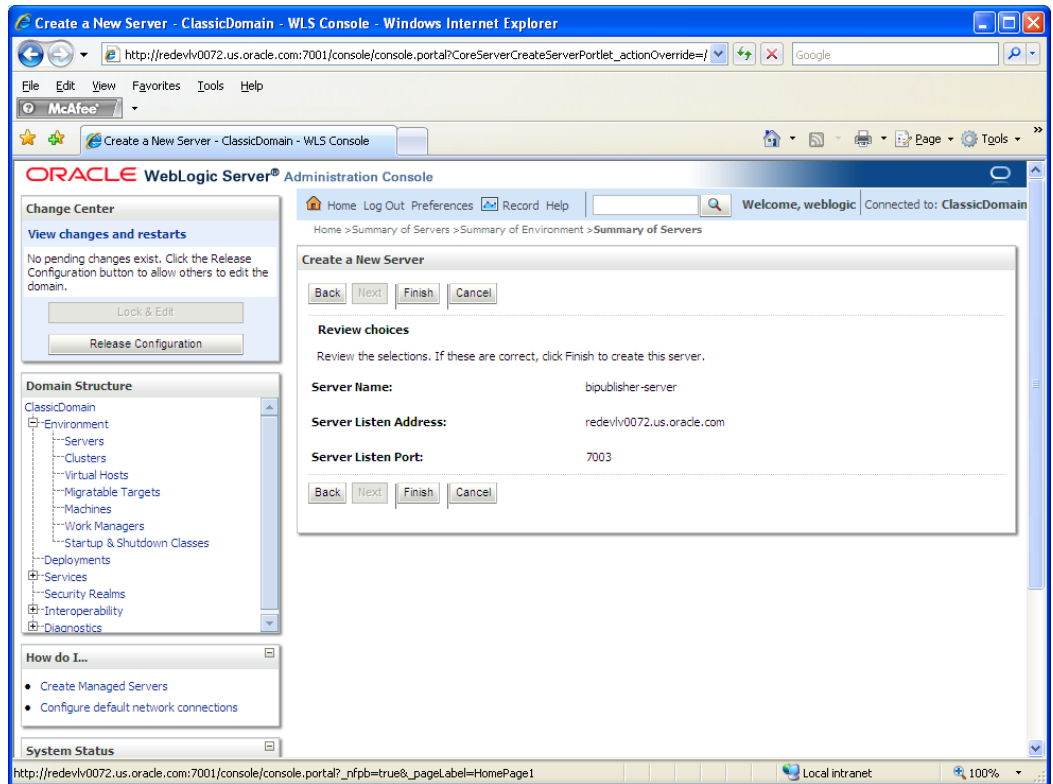 Create a New Server - ClassicDomain - WLS Console - Windows Internet Explorer
http://redevlv0072.us.oracle.com:7001/console/console.portal?CoreServerCreateServerPortlet_actionOverride=/
Google
File Edit View Favorites Tools Help
McAfee
Create a New Server - ClassicDomain - WLS Console
Page Tools »
ORACLE WebLogic Server® Administration Console
Change Center
View changes and restarts
No pending changes exist. Click the Release
Configuration button to allow others to edit the
domain.
Lock & Edit
Release Configuration
Domain Structure
ClassicDomain
Environment
Servers
Clusters
Virtual Hosts
Migratable Targets
Machines
Work Managers
Startup & Shutdown Classes
Deployments
Services
Security Realms
Interoperability
Diagnostics
How do I...
Create Managed Servers
Configure default network connections
System Status
Home Log Out Preferences Record Help
Welcome, weblogic Connected to: ClassicDomain
Home >Summary of Servers >Summary of Environment >Summary of Servers
Create a New Server
Back Next Finish Cancel
Review choices
Review the selections. If these are correct, click Finish to create this server.
Server Name: bipublisher-server
Server Listen Address: redevlv0072.us.oracle.com
Server Listen Port: 7003
Back Next Finish Cancel
http://redevlv0072.us.oracle.com:7001/console/console.portal?_nfpb=true&_pageLabel=HomePage1
Local intranet
100%